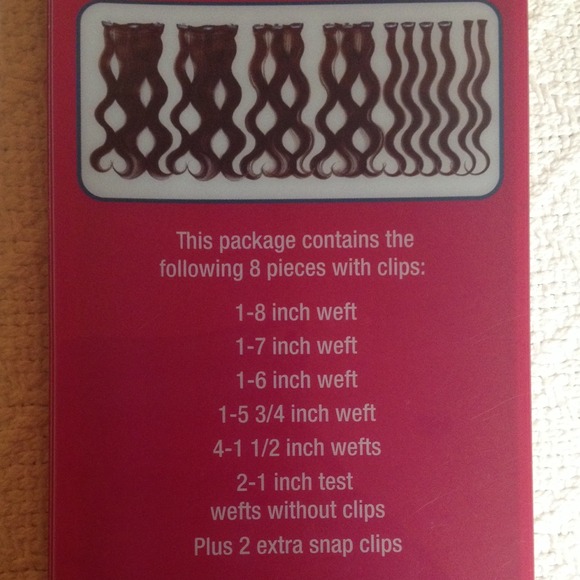 This package contains the
following 8 pieces with clips:
1-8 inch weft
1-7 inch weft
1-6 inch weft
1-5 3/4 inch weft
4-1 1/2 inch wefts
2-1 inch test
wefts without clips
Plus 2 extra snap clips